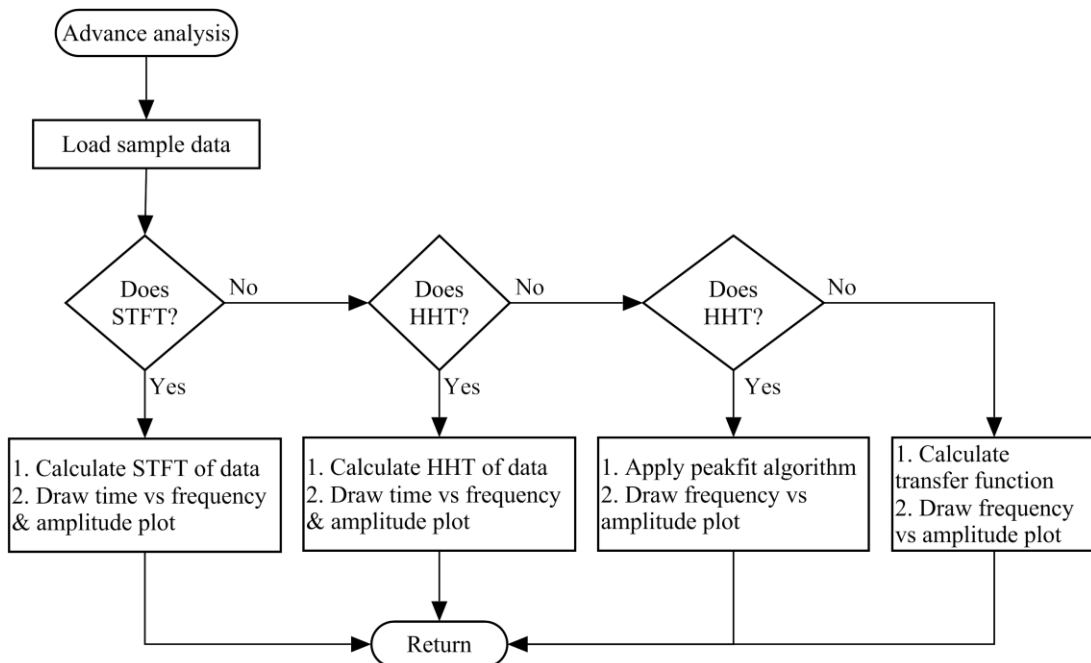 Advance analysis
Load sample data
Does
STFT?
No
Yes
Does
HHT?
No
Yes
Does
HHT?
No
Yes
1. Calculate STFT of data
2. Draw time vs frequency
& amplitude plot
1. Calculate HHT of data
2. Draw time vs frequency
& amplitude plot
1. Apply peakfit algorithm
2. Draw frequency vs
amplitude plot
1. Calculate
transfer function
2. Draw frequency
vs amplitude plot
Return